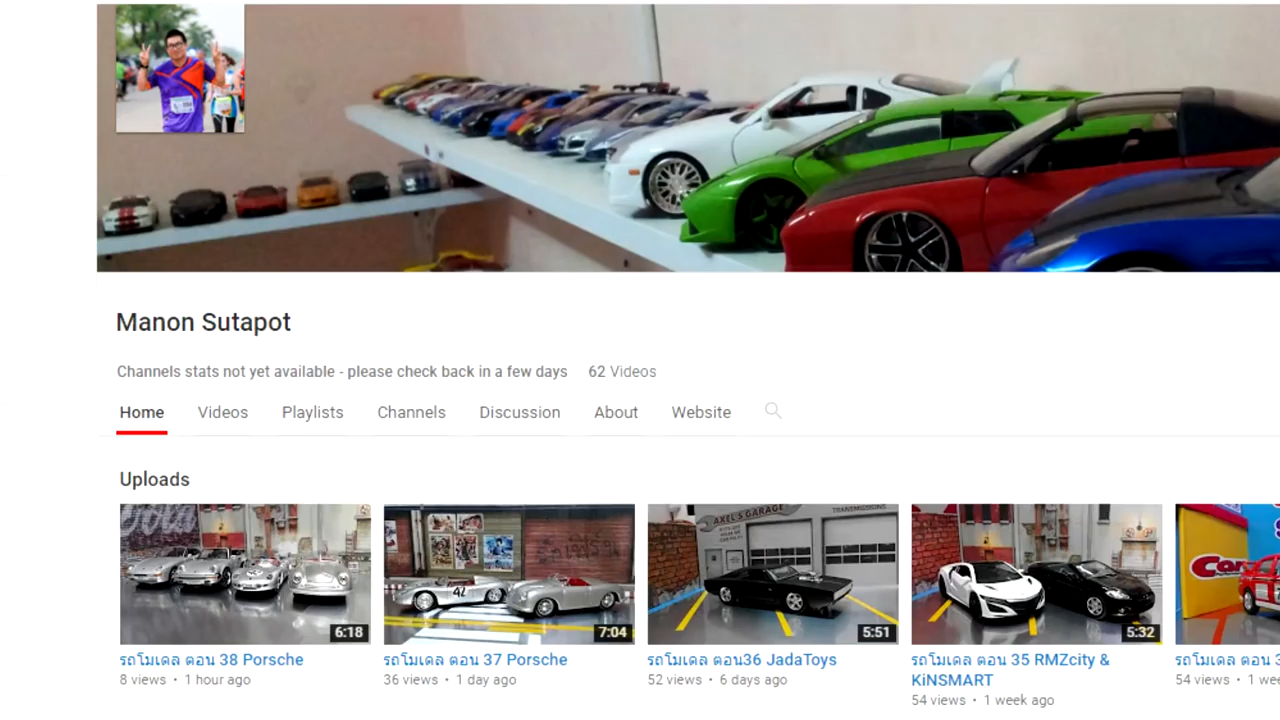 Manon Sutapot
Channels stats not yet available - please check back in a few days 62 Videos
Home Videos Playlists Channels Discussion About Website
Uploads
AXEL'S GARAGE
TRANSMISSIONS
42
6:18 7:04 5:51 5:32
รถโมเดล ตอน 38 Porsche
8 views • 1 hour ago
รถโมเดล ตอน 37 Porsche
36 views • 1 day ago
รถโมเดล ตอน36 JadaToys
52 views • 6 days ago
รถโมเดล ตอน 35 RMZcity &
KiNSMART
54 views • 1 week ago
รถโมเดล ตอน
54 views • 1